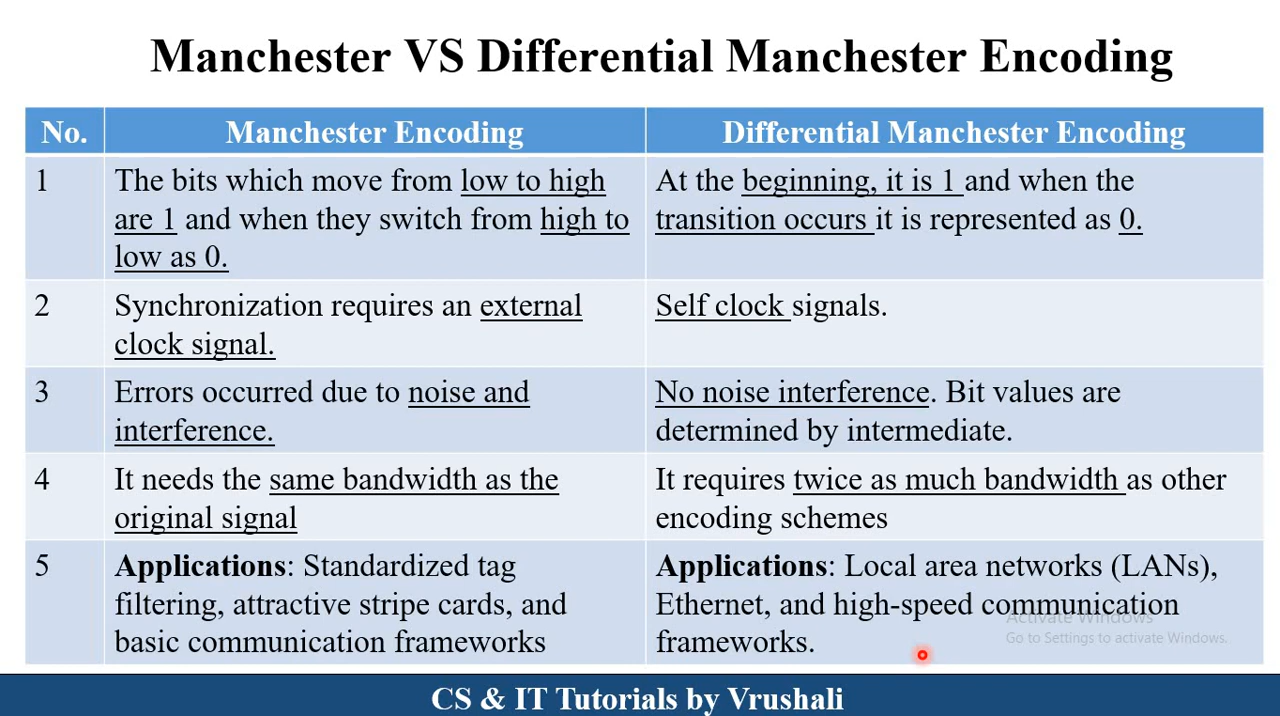 Manchester VS Differential Manchester Encoding
No. Manchester Encoding Differential Manchester Encoding
1 The bits which move from low to high
are 1 and when they switch from high to
low as 0.
At the beginning, it is 1 and when the
transition occurs it is represented as 0.
2 Synchronization requires an external
clock signal.
Self clock signals.
3 Errors occurred due to noise and
interference.
No noise interference. Bit values are
determined by intermediate.
4 It needs the same bandwidth as the
original signal
It requires twice as much bandwidth as other
encoding schemes
5 Applications: Standardized tag
filtering, attractive stripe cards, and
basic communication frameworks
Applications: Local area networks (LANs),
Ethernet, and high-speed communication
frameworks.
Activate Windows
Go to Settings to activate Windows.
CS & IT Tutorials by Vrushali